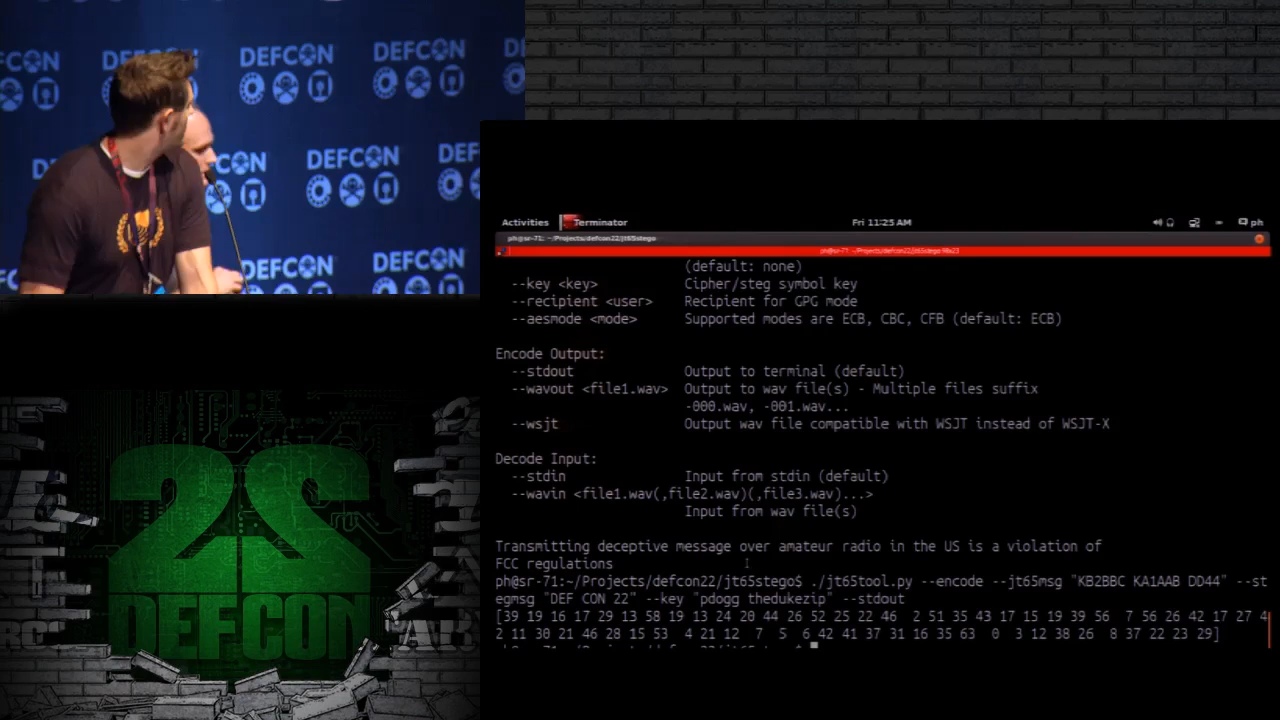 DEFCON DEFCON DEFCON
DEFCON DEF
DEFCON DEFCON
Activities Terminator Fri 11:25 AM ph
ph@sr-71: ~/Projects/defcon22/jt65stego
(default: none)
--key <key> Cipher/steg symbol key
--recipient <user> Recipient for GPG mode
--aesmode <mode> Supported modes are ECB, CBC, CFB (default: ECB)
Encode Output:
--stdout Output to terminal (default)
--wavout <file1.wav> Output to wav file(s) - Multiple files suffix
-000.wav, -001.wav...
--wsjt Output wav file compatible with WSJT instead of WSJT-X
Decode Input:
--stdin Input from stdin (default)
--wavin <file1.wav(,file2.wav)(,file3.wav)...>
Input from wav file(s)
Transmitting deceptive message over amateur radio in the US is a violation of
FCC regulations
ph@sr-71:~/Projects/defcon22/jt65stego$ ./jt65tool.py --encode --jt65msg "KB2BBC KA1AAB DD44" --st
egmsg "DEF CON 22" --key "pdogg thedukezip" --stdout
[39 19 16 17 29 13 58 19 13 24 20 44 26 52 25 22 46 2 51 35 43 17 15 19 39 56 7 56 26 42 17 27 4
2 11 30 21 46 28 15 53 4 21 12 7 5 6 42 41 37 31 16 35 63 0 3 12 38 26 8 37 22 23 29]
22
DEFCON